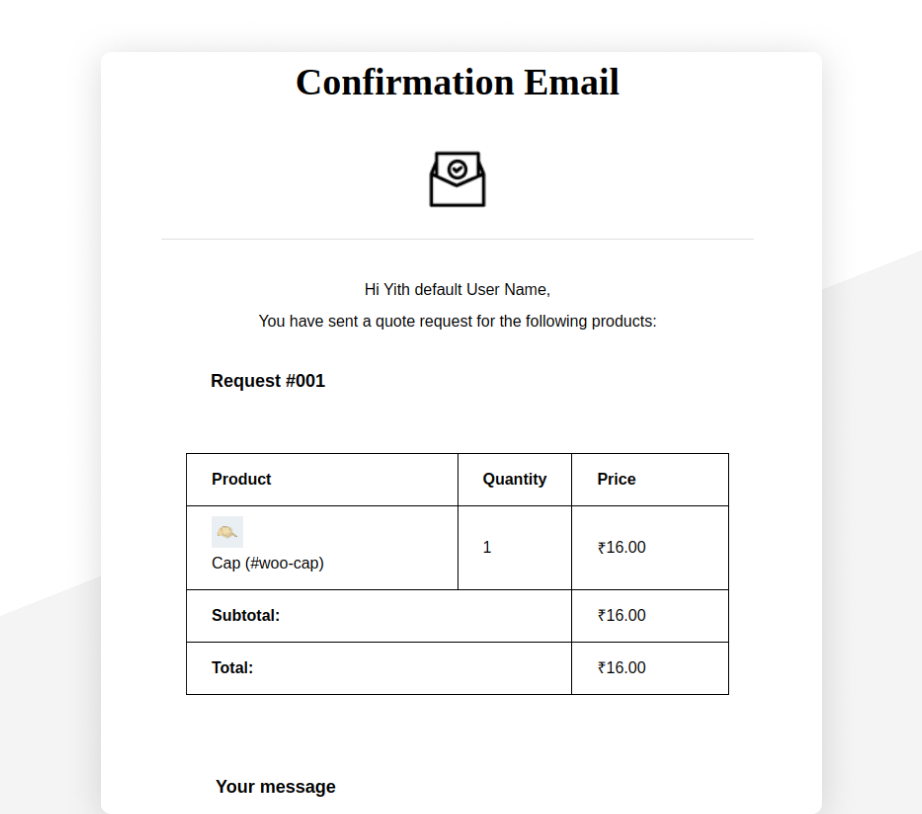 Confirmation Email
Hi Yith default User Name,
You have sent a quote request for the following products:
Request #001
Product Quantity Price
Cap (#woo-cap) 1 ₹16.00
Subtotal: ₹16.00
Total: ₹16.00
Your message